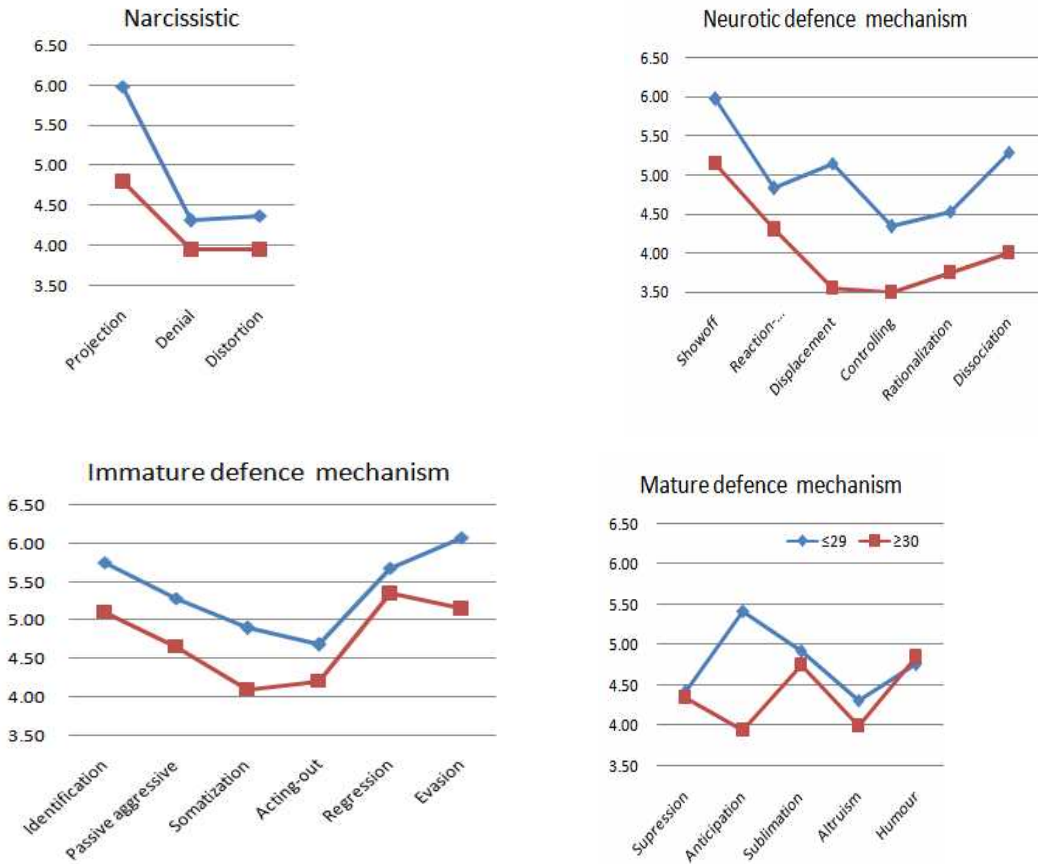 Narcissistic
6.50
6.00
5.50
5.00
4.50
4.00
3.50
Projection
Denial
Distortion
Neurotic defence mechanism
6.50
6.00
5.50
5.00
4.50
4.00
3.50
Showoff
Reaction-...
Displacement
Controlling
Rationalization
Dissociation
Immature defence mechanism
6.50
6.00
5.50
5.00
4.50
4.00
3.50
Identification
Passive aggressive
Somatization
Acting-out
Regression
Evasion
Mature defence mechanism
6.50
≤29 ≥30
6.00
5.50
5.00
4.50
4.00
3.50
Supression
Anticipation
Sublimation
Altruism
Humour